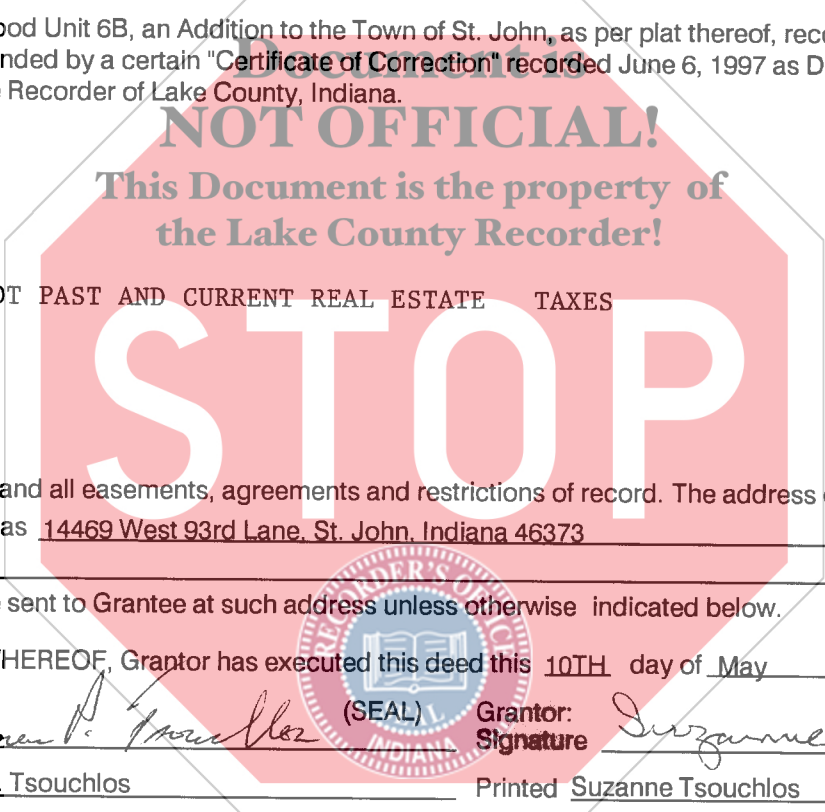 ood Unit 6B, an Addition to the Town of St. John, as per plat thereof, reco
nded by a certain "Certificate of Correction" recorded June 6, 1997 as D
Document is
Recorder of Lake County, Indiana.
NOT OFFICIAL!
This Document is the property of
the Lake County Recorder!
OT PAST AND CURRENT REAL ESTATE TAXES
STOP
and all easements, agreements and restrictions of record. The address
as 14469 West 93rd Lane, St. John, Indiana 46373
RECORDER'S OFFICE
sent to Grantee at such address unless otherwise indicated below.
HEREOF, Grantor has executed this deed this 10TH day of May
(SEAL) Grantor:
Signature Suzanne
INDIANA
Tsouchlos Printed Suzanne Tsouchlos